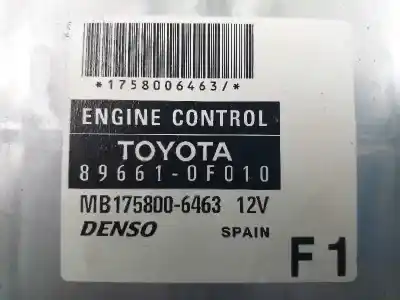 *1758006463/*
ENGINE CONTROL
TOYOTA
89661-0F010
MB175800-6463 12V
DENSO SPAIN
F1